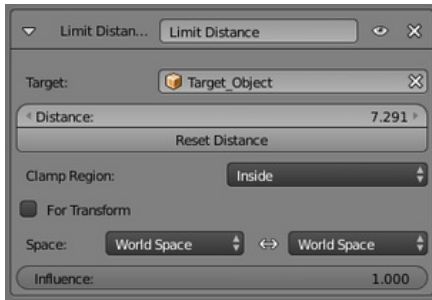 Limit Distan... Limit Distance
Target: Target_Object
Distance: 7.291
Reset Distance
Clamp Region: Inside
For Transform
Space: World Space World Space
Influence: 1.000